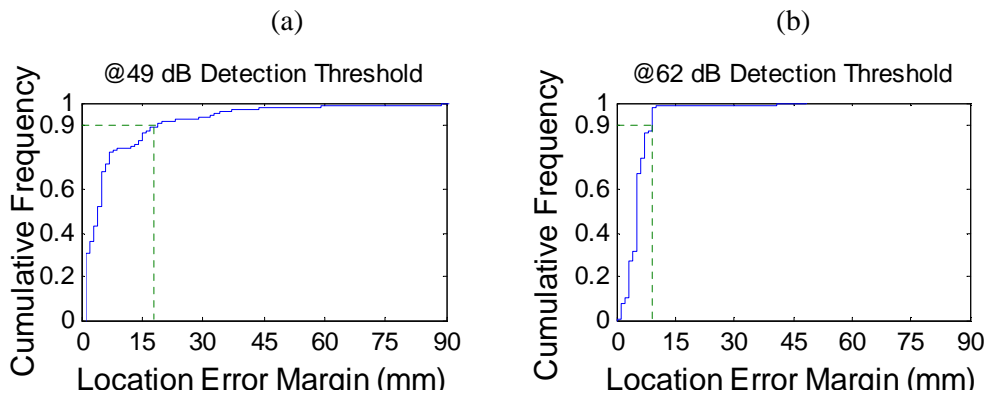 (a)
(b)
@49 dB Detection Threshold
Cumulative Frequency
1
0.9
0.6
0.4
0.2
0
0 15 30 45 60 75 90
Location Error Margin (mm)
@62 dB Detection Threshold
Cumulative Frequency
1
0.9
0.6
0.4
0.2
0
0 15 30 45 60 75 90
Location Error Margin (mm)